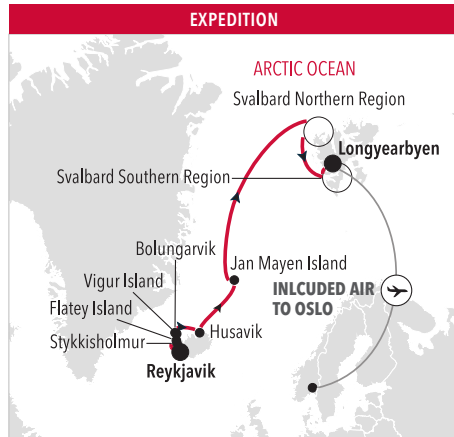 EXPEDITION
ARCTIC OCEAN
Svalbard Northern Region
Longyearbyen
Svalbard Southern Region
Bolungarvik
Jan Mayen Island
Vigur Island
INLCUDED AIR
TO OSLO
Flatey Island
Husavik
Stykkisholmur
Reykjavik